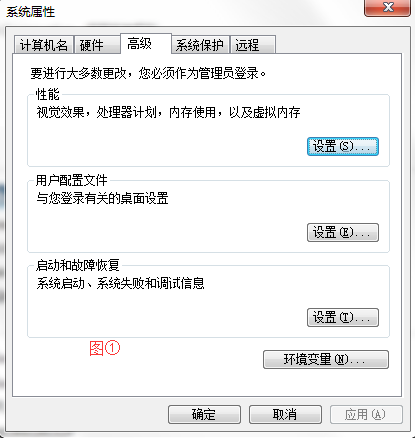 系统属性
计算机名 硬件 高级 系统保护 远程
要进行大多数更改，您必须作为管理员登录。
性能
视觉效果，处理器计划，内存使用，以及虚拟内存
设置(S)...
用户配置文件
与您登录有关的桌面设置
设置(E)...
启动和故障恢复
系统启动、系统失败和调试信息
设置(T)...
图①
环境变量(N)...
确定 取消 应用(A)